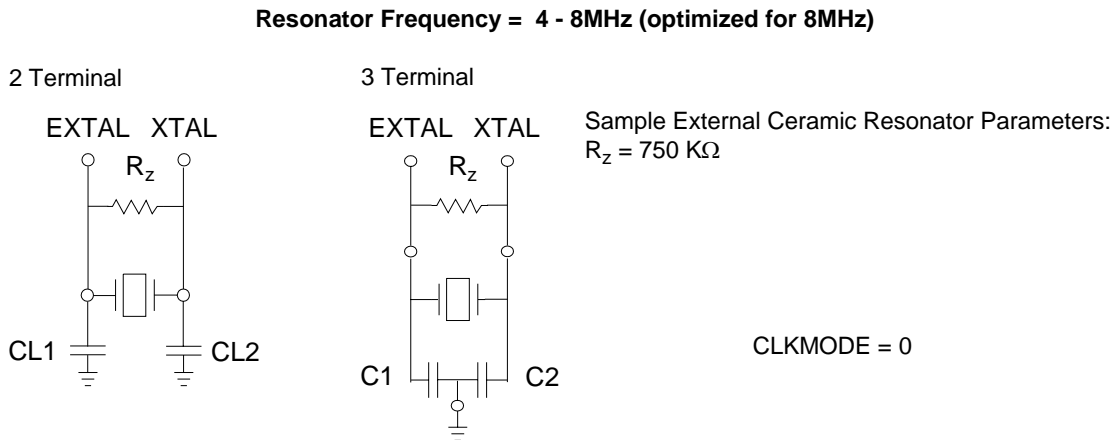 Resonator Frequency = 4 - 8MHz (optimized for 8MHz)
2 Terminal
EXTAL XTAL
Rz
CL1
CL2
3 Terminal
EXTAL XTAL
Rz
C1
C2
Sample External Ceramic Resonator Parameters:
Rz = 750 KΩ
CLKMODE = 0